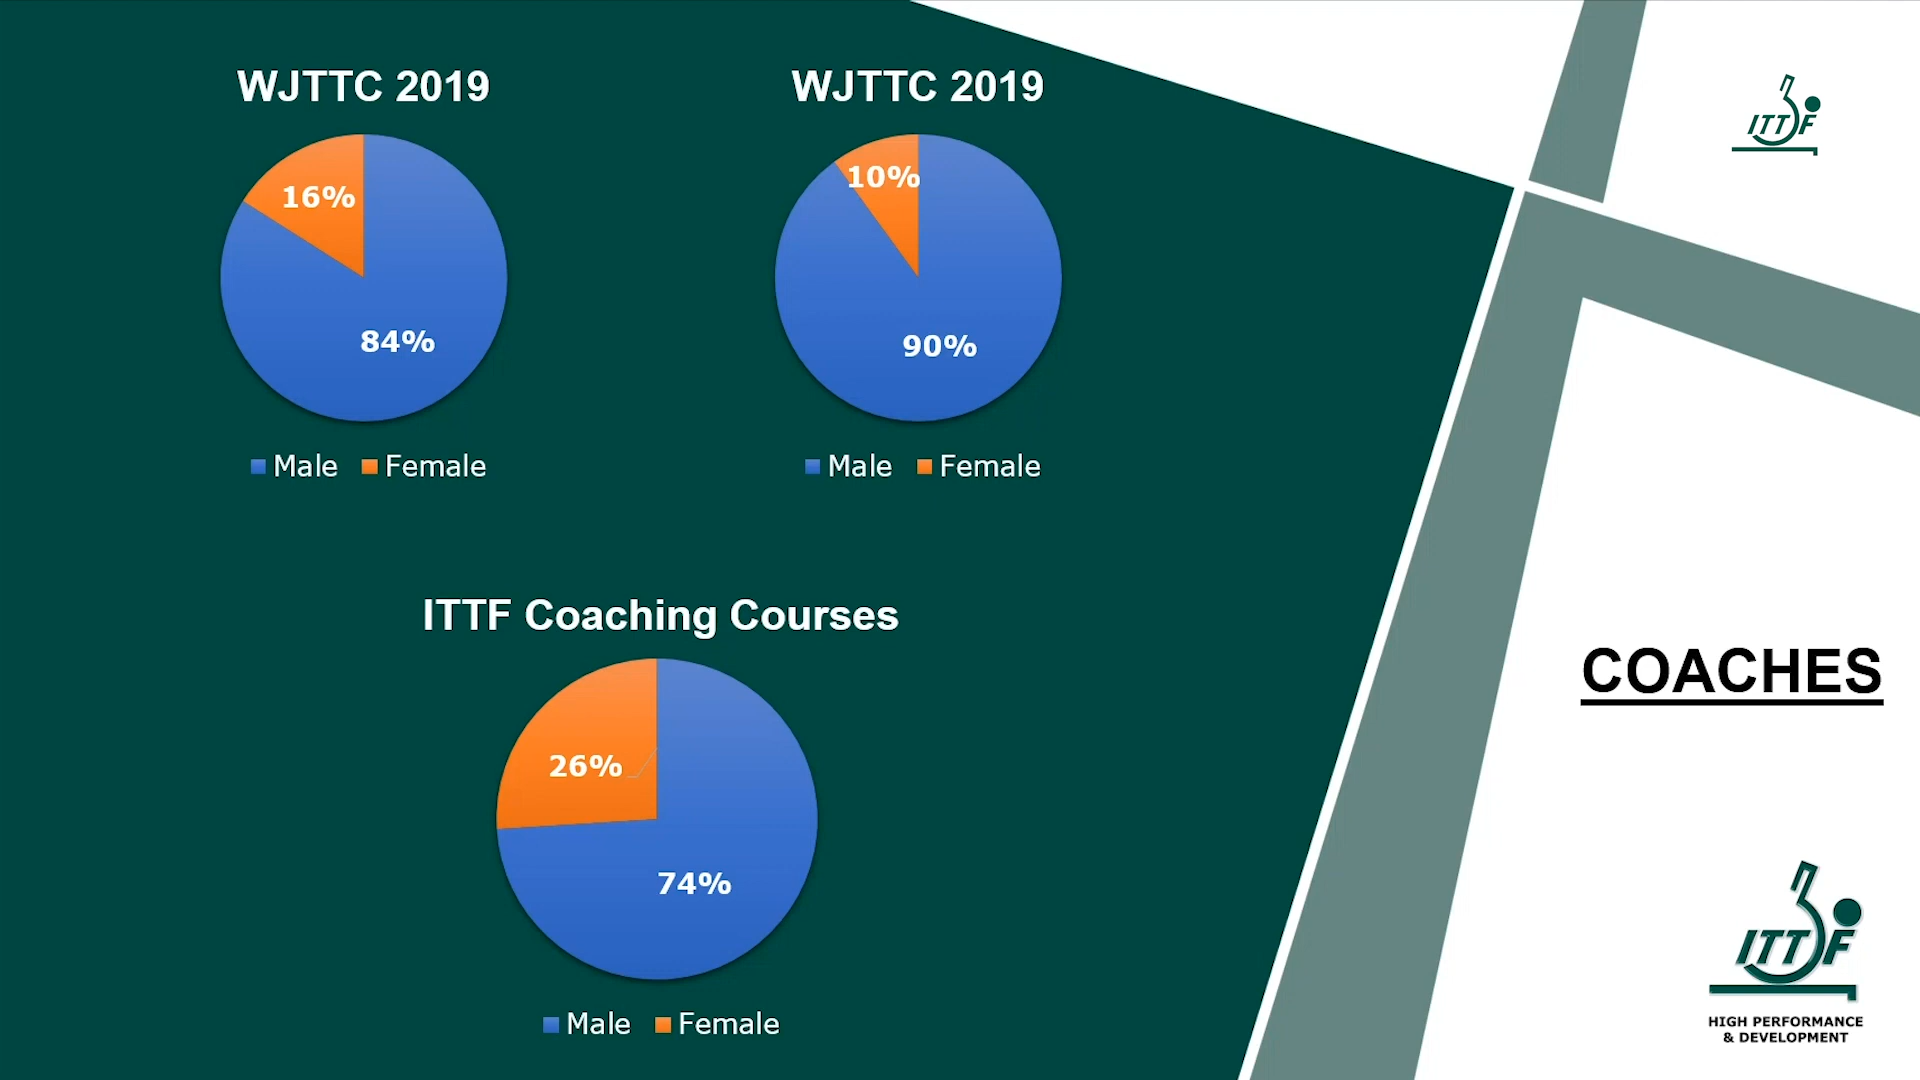 WJTTC 2019
16%
84%
Male Female
WJTTC 2019
10%
90%
Male Female
ITTF Coaching Courses
26%
74%
Male Female
ITTF
COACHES
ITTF
HIGH PERFORMANCE
& DEVELOPMENT